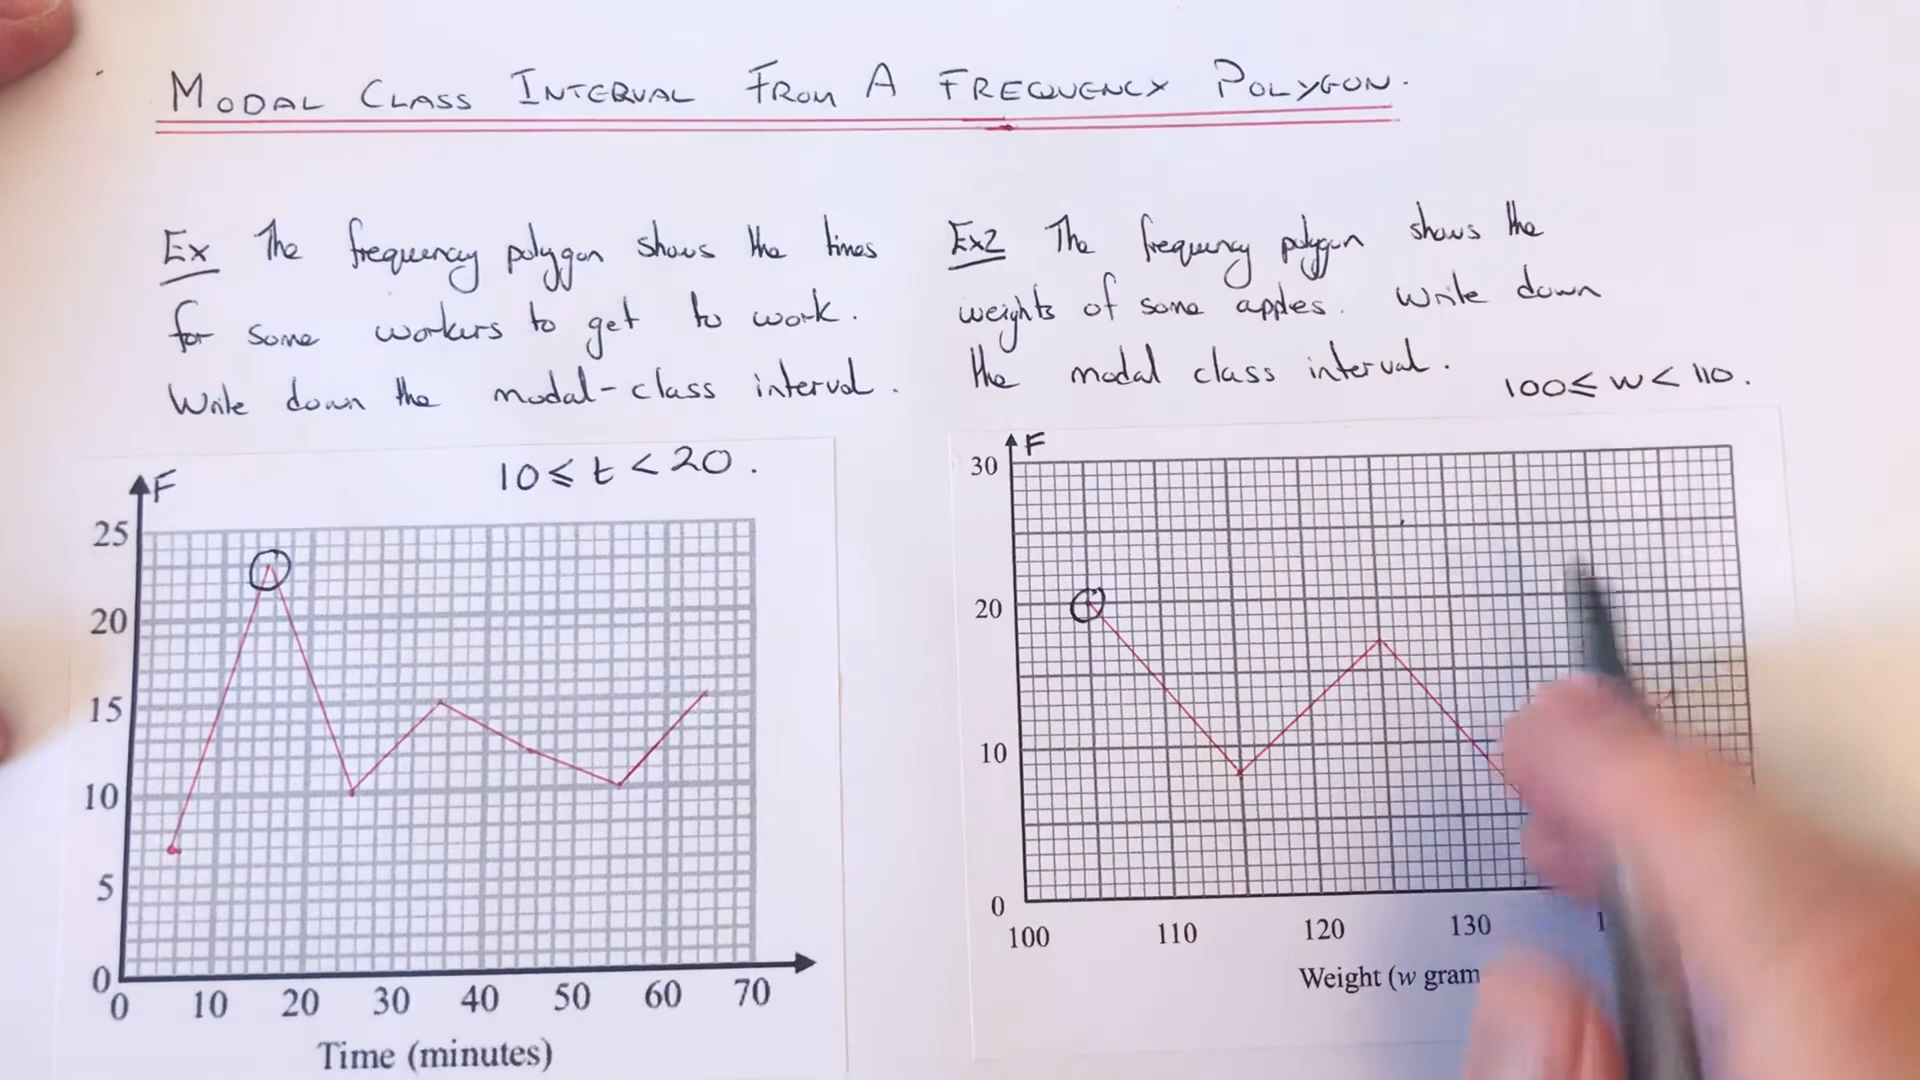 MODAL CLASS INTERVAL FROM A FREQUENCY POLYGON.
Ex The frequency polygon shows the times
for some workers to get to work.
Write down the modal-class interval.
10 ≤ t < 20.
F
25
20
15
10
5
0
0 10 20 30 40 50 60 70
Time (minutes)
Ex2 The frequency polygon shows the
weights of some apples. Write down
the modal class interval.
100 ≤ w < 110.
F
30
20
10
0
100 110 120 130
Weight (w gram